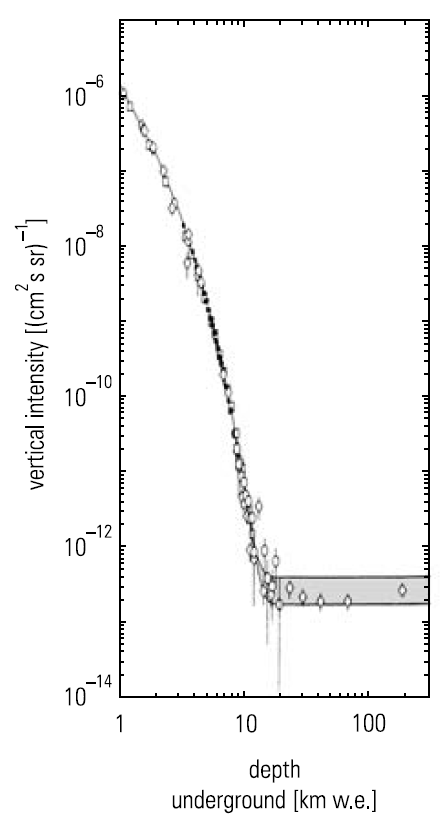 10⁻⁶
10⁻⁸
10⁻¹⁰
10⁻¹²
10⁻¹⁴
vertical intensity [(cm² s sr)⁻¹]
1 10 100
depth
underground [km w.e.]